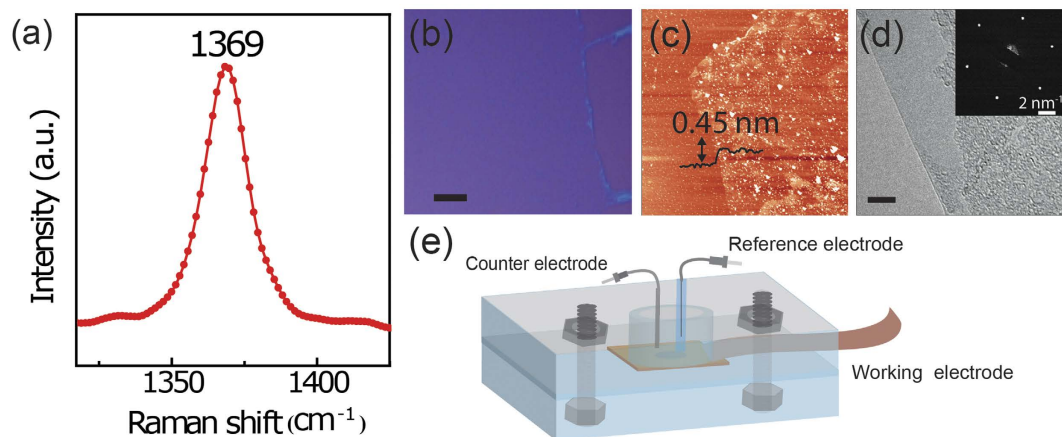 (a)
1369
Intensity (a.u.)
1350
1400
Raman shift (cm⁻¹)
(b)
(c)
0.45 nm
(d)
2 nm⁻¹
(e)
Counter electrode
Reference electrode
Working electrode